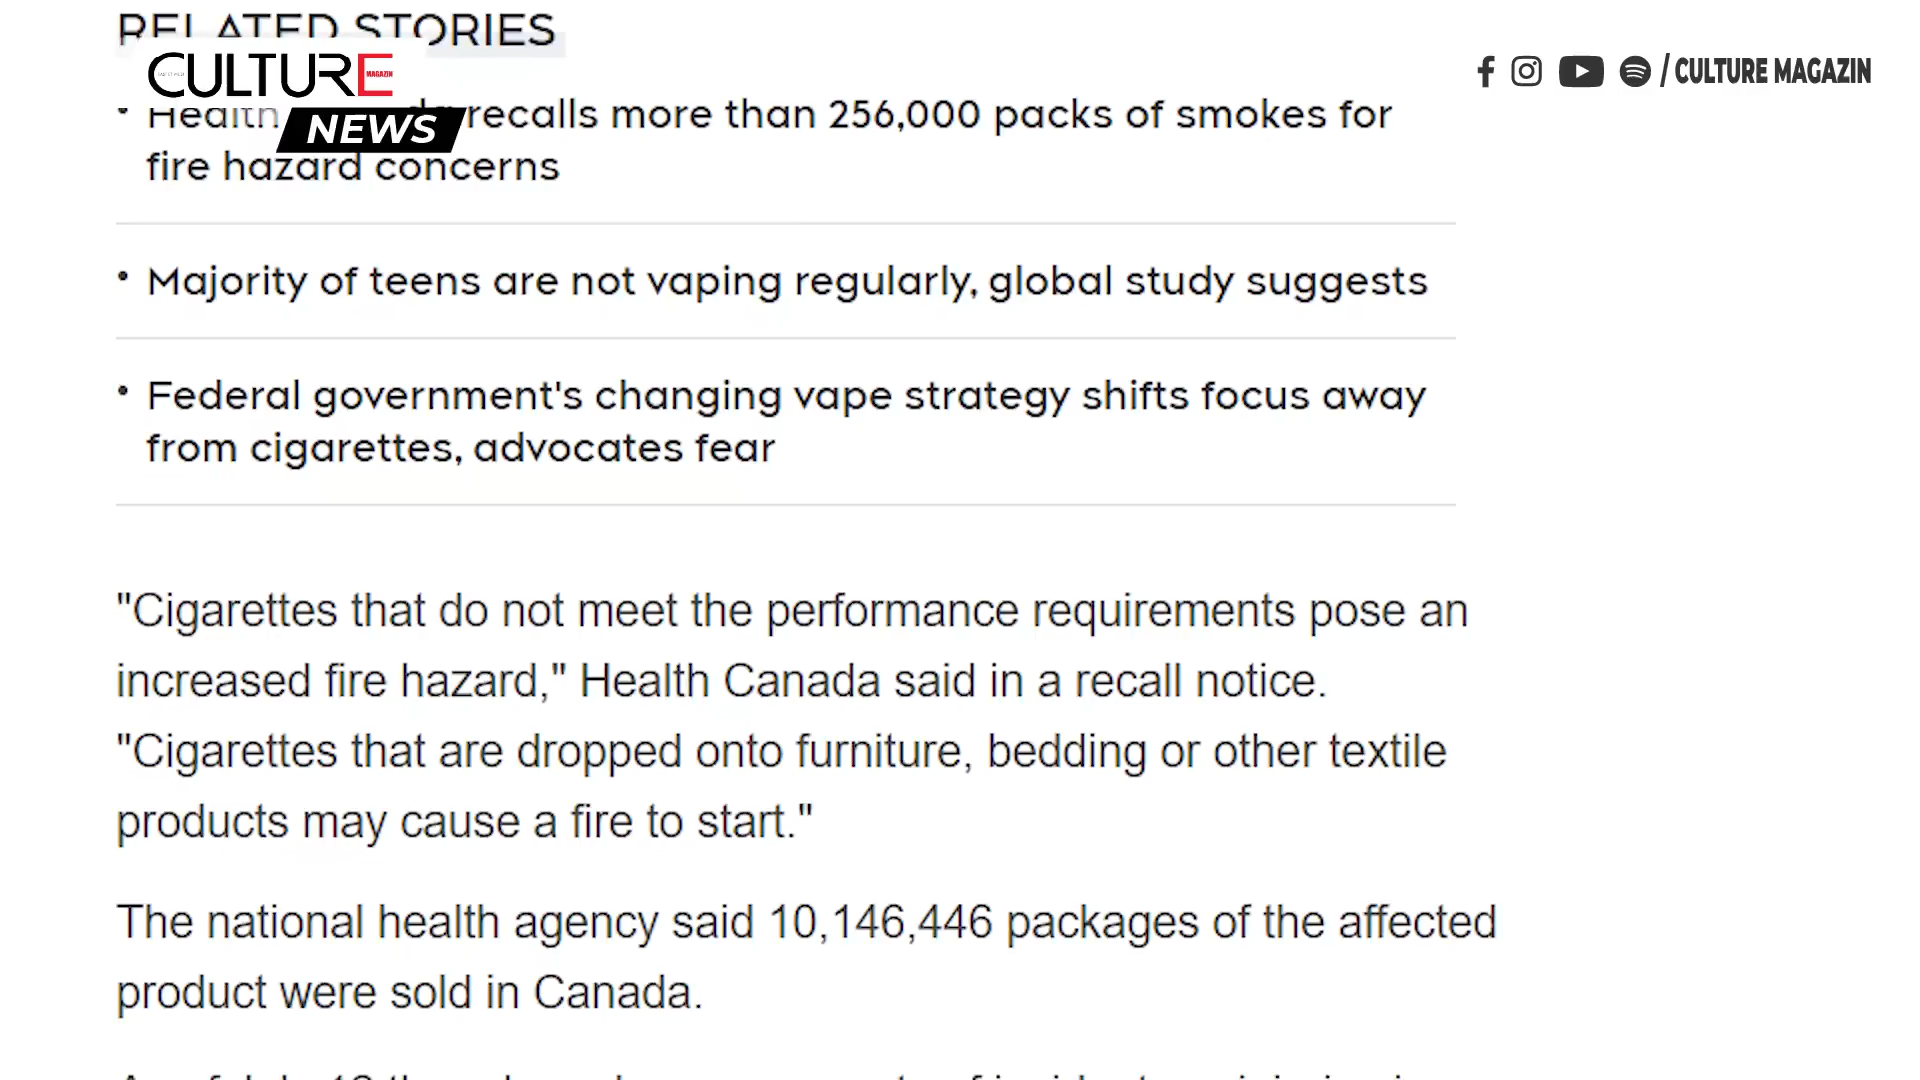 RELATED STORIES
CULTURE
MAGAZIN
NEWS
/ CULTURE MAGAZIN
• Health recalls more than 256,000 packs of smokes for
fire hazard concerns
• Majority of teens are not vaping regularly, global study suggests
• Federal government's changing vape strategy shifts focus away
from cigarettes, advocates fear
"Cigarettes that do not meet the performance requirements pose an
increased fire hazard," Health Canada said in a recall notice.
"Cigarettes that are dropped onto furniture, bedding or other textile
products may cause a fire to start."
The national health agency said 10,146,446 packages of the affected
product were sold in Canada.